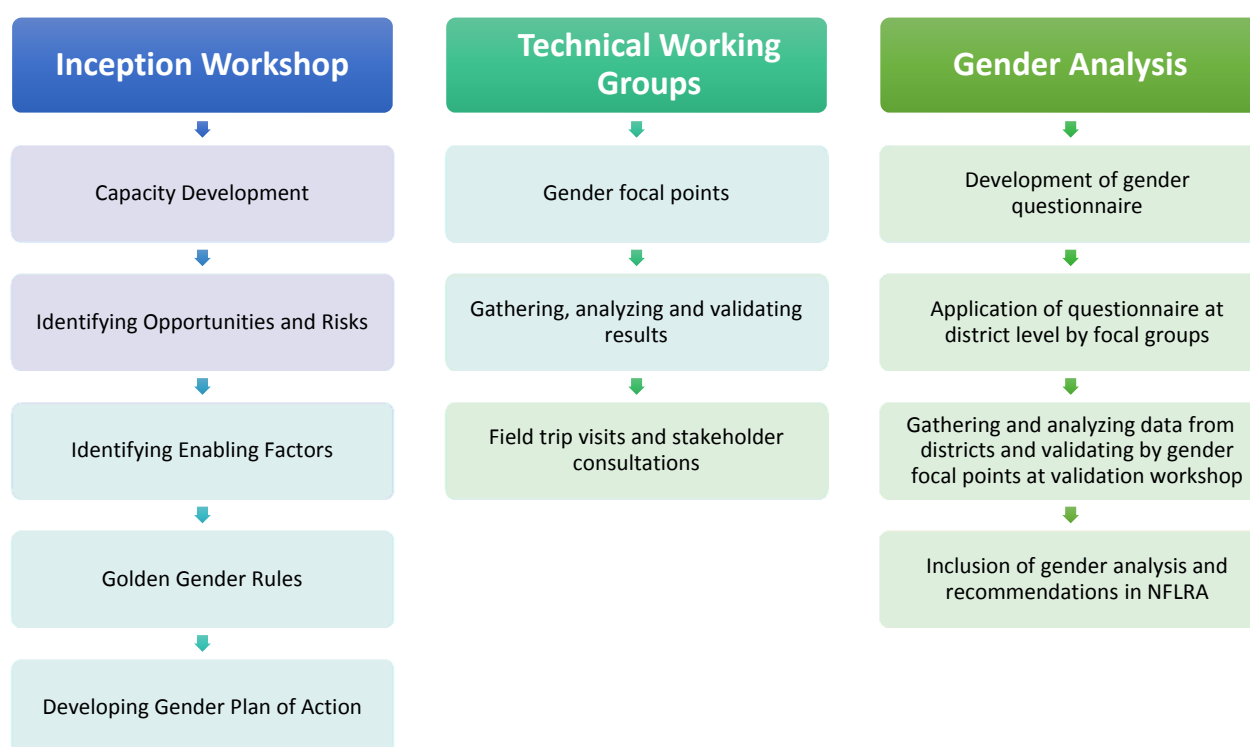 Inception Workshop
Capacity Development
Identifying Opportunities and Risks
Identifying Enabling Factors
Golden Gender Rules
Developing Gender Plan of Action
Technical Working
Groups
Gender focal points
Gathering, analyzing and validating
results
Field trip visits and stakeholder
consultations
Gender Analysis
Development of gender
questionnaire
Application of questionnaire at
district level by focal groups
Gathering and analyzing data from
districts and validating by gender
focal points at validation workshop
Inclusion of gender analysis and
recommendations in NFLRA